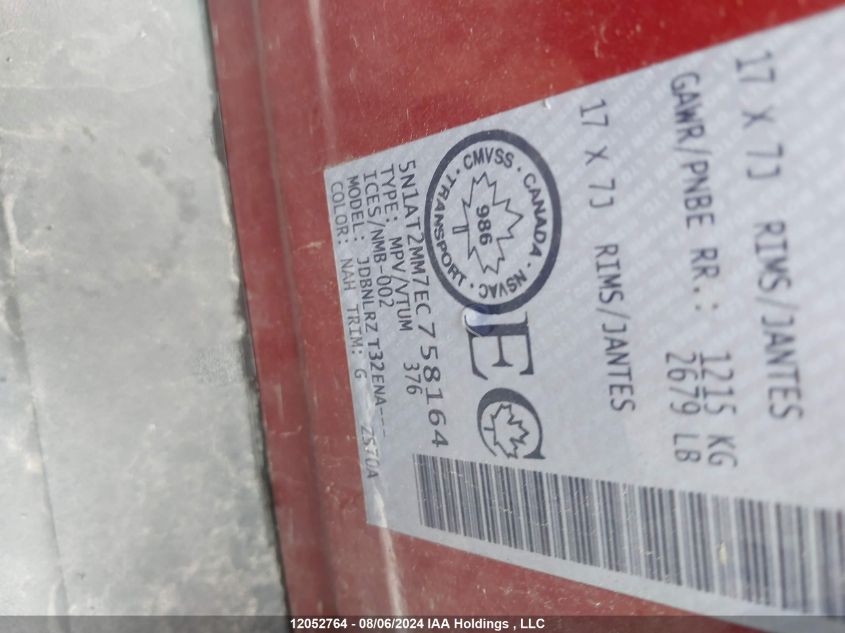 17 X 7J RIMS/JANTES
GAWR/PNBE RR.: 1215 KG
2679 LB
17 X 7J RIMS/JANTES
CMVSS · CANADA · NSVAC · TRANSPORT ·
986
EC
5N1AT2MM7EC758164
TYPE: MPV/VTUM 376
ICES/NMB-002
MODEL: JDBNLRZ T32ENA---
COLOR: NAH TRIM: G 2S70A
12052764 - 08/06/2024 IAA Holdings , LLC